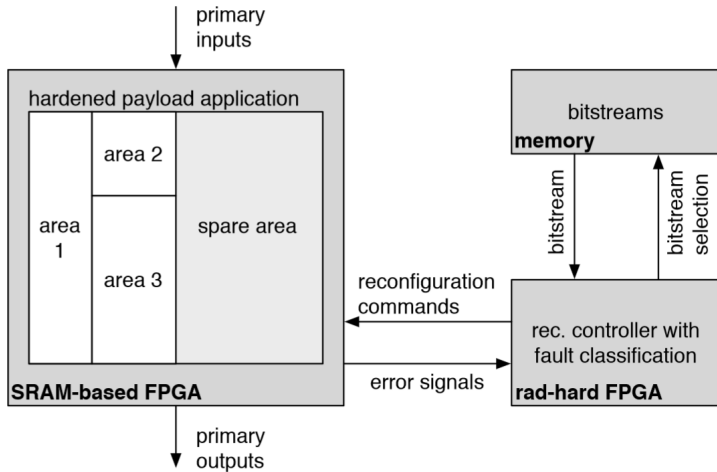 primary
inputs
hardened payload application
area 1
area 2
area 3
spare area
SRAM-based FPGA
primary
outputs
bitstreams
memory
bitstream
bitstream
selection
reconfiguration
commands
error signals
rec. controller with
fault classification
rad-hard FPGA